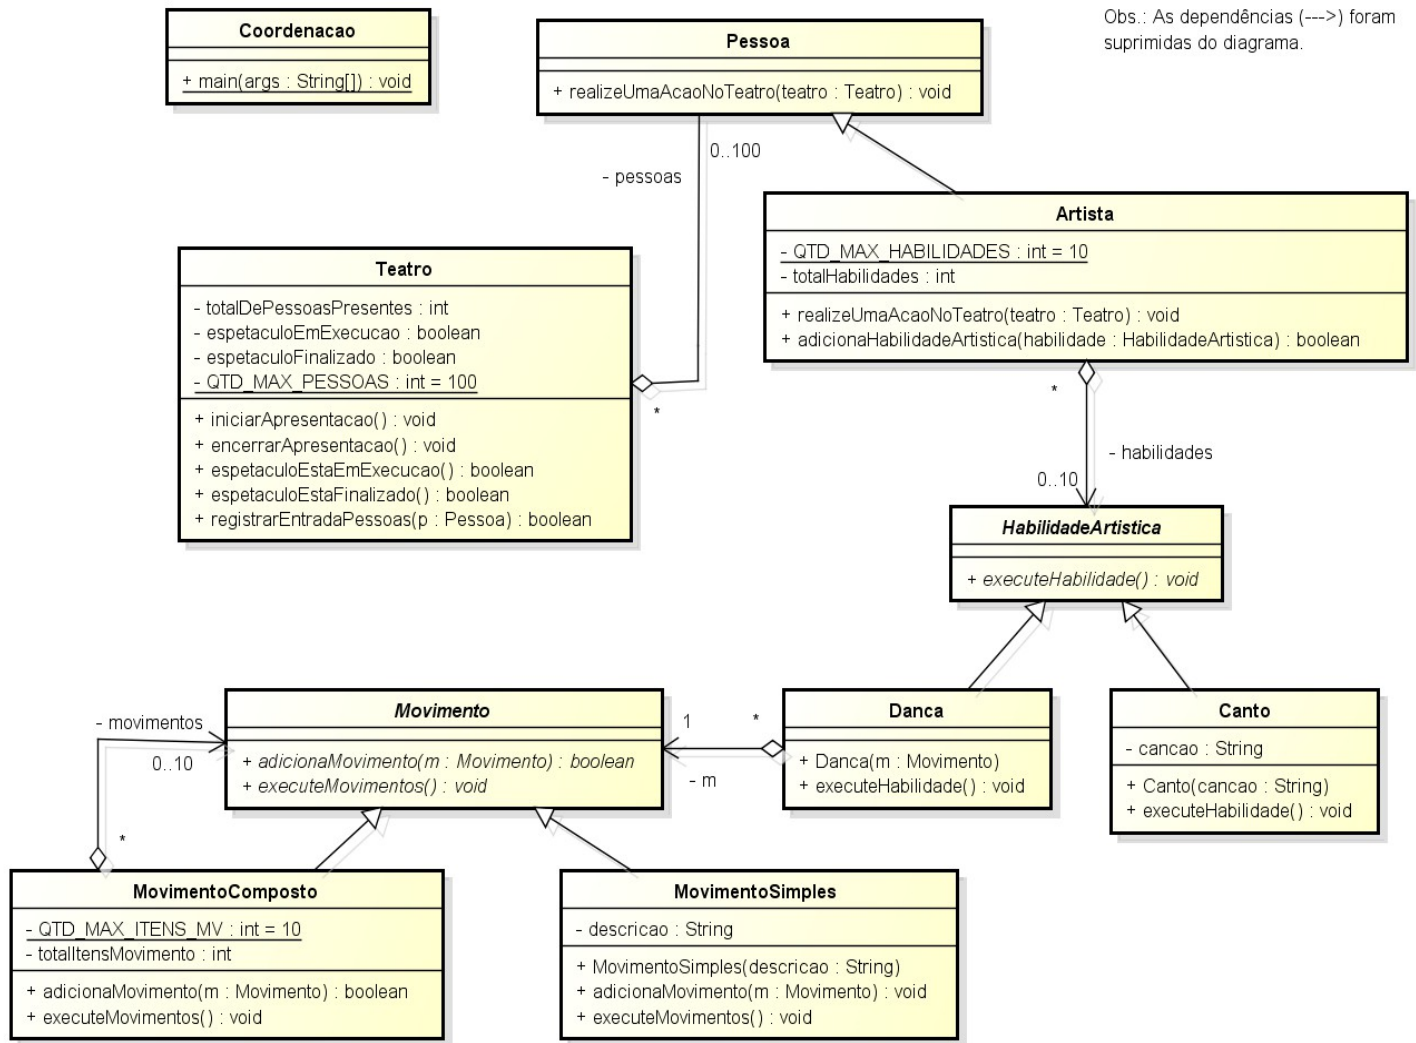 Coordenacao
+ main(args : String[]) : void
Pessoa
+ realizeUmaAcaoNoTeatro(teatro : Teatro) : void
Obs.: As dependências (--->) foram
suprimidas do diagrama.
0..100
- pessoas
Artista
- QTD_MAX_HABILIDADES : int = 10
- totalHabilidades : int
+ realizeUmaAcaoNoTeatro(teatro : Teatro) : void
+ adicionaHabilidadeArtistica(habilidade : HabilidadeArtistica) : boolean
Teatro
- totalDePessoasPresentes : int
- espetaculoEmExecucao : boolean
- espetaculoFinalizado : boolean
- QTD_MAX_PESSOAS : int = 100
+ iniciarApresentacao() : void
+ encerrarApresentacao() : void
+ espetaculoEstaEmExecucao() : boolean
+ espetaculoEstaFinalizado() : boolean
+ registrarEntradaPessoas(p : Pessoa) : boolean
*
*
- habilidades
0..10
HabilidadeArtistica
+ executeHabilidade() : void
- movimentos
0..10
*
Movimento
+ adicionaMovimento(m : Movimento) : boolean
+ executeMovimentos() : void
1
*
- m
Danca
+ Danca(m : Movimento)
+ executeHabilidade() : void
Canto
- cancao : String
+ Canto(cancao : String)
+ executeHabilidade() : void
MovimentoComposto
- QTD_MAX_ITENS_MV : int = 10
- totalItensMovimento : int
+ adicionaMovimento(m : Movimento) : boolean
+ executeMovimentos() : void
MovimentoSimples
- descricao : String
+ MovimentoSimples(descricao : String)
+ adicionaMovimento(m : Movimento) : void
+ executeMovimentos() : void